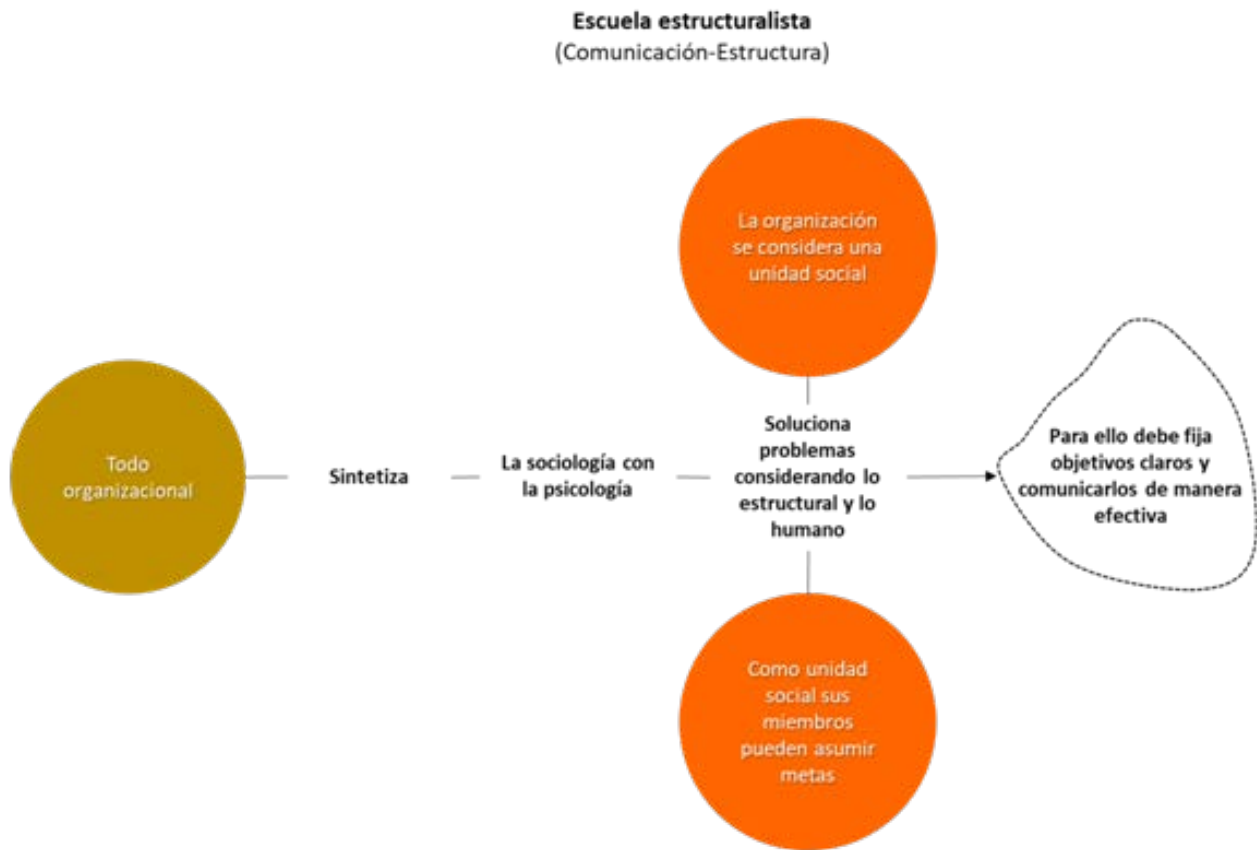 Escuela estructuralista
(Comunicación-Estructura)
La organización
se considera una
unidad social
Todo
organizacional
Sintetiza
La sociología con
la psicología
Soluciona
problemas
considerando lo
estructural y lo
humano
Para ello debe fija
objetivos claros y
comunicarlos de manera
efectiva
Como unidad
social sus
miembros
pueden asumir
metas